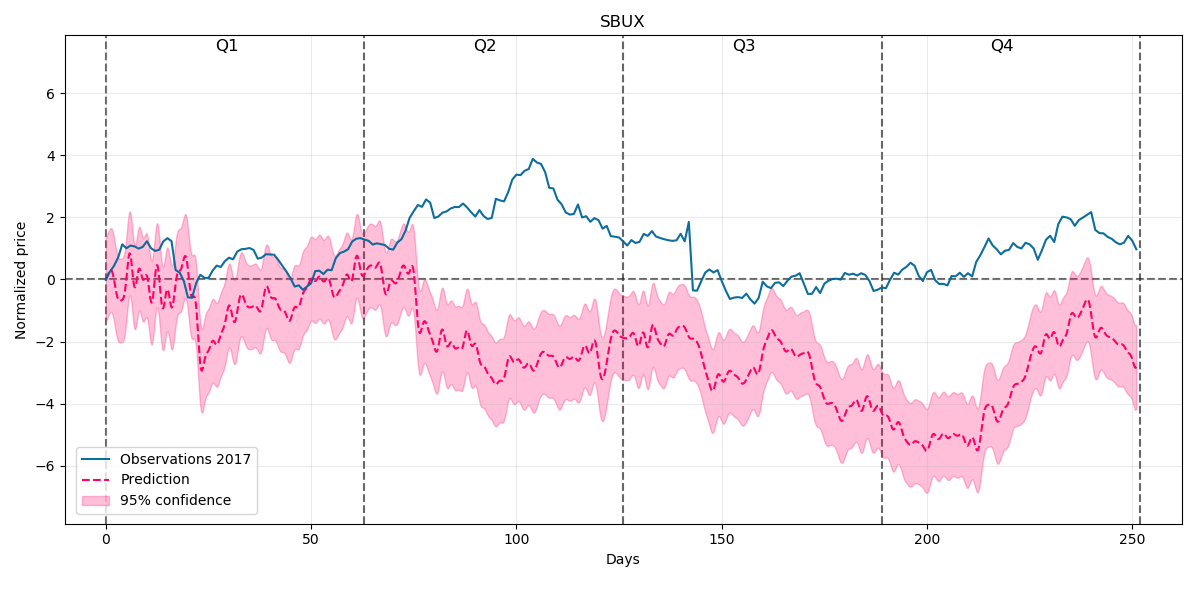 SBUX
Q1 Q2 Q3 Q4
Normalized price
6
4
2
0
−2
−4
−6
Observations 2017
Prediction
95% confidence
0 50 100 150 200 250
Days